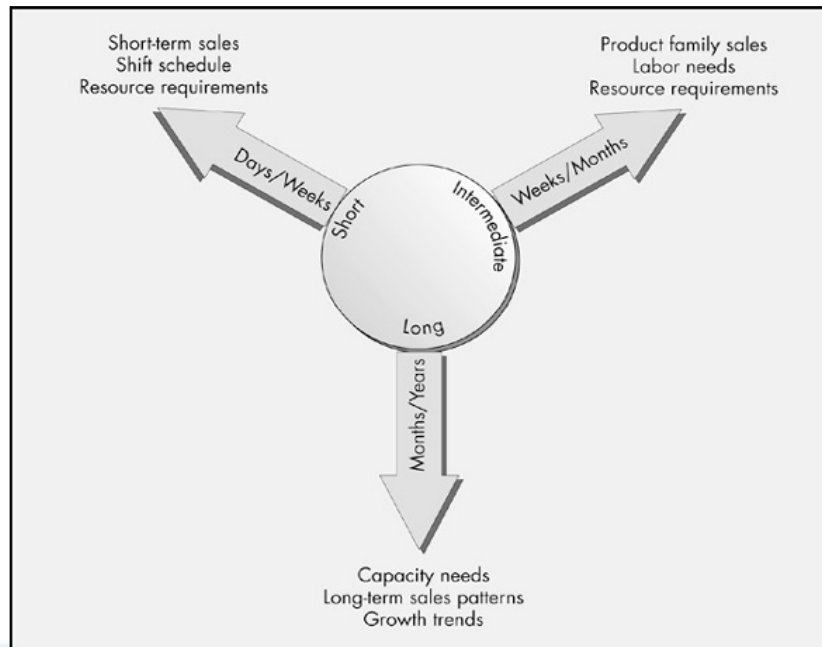 Short-term sales
Shift schedule
Resource requirements
Product family sales
Labor needs
Resource requirements
Days/Weeks
Weeks/Months
Short
Intermediate
Long
Months/Years
Capacity needs
Long-term sales patterns
Growth trends